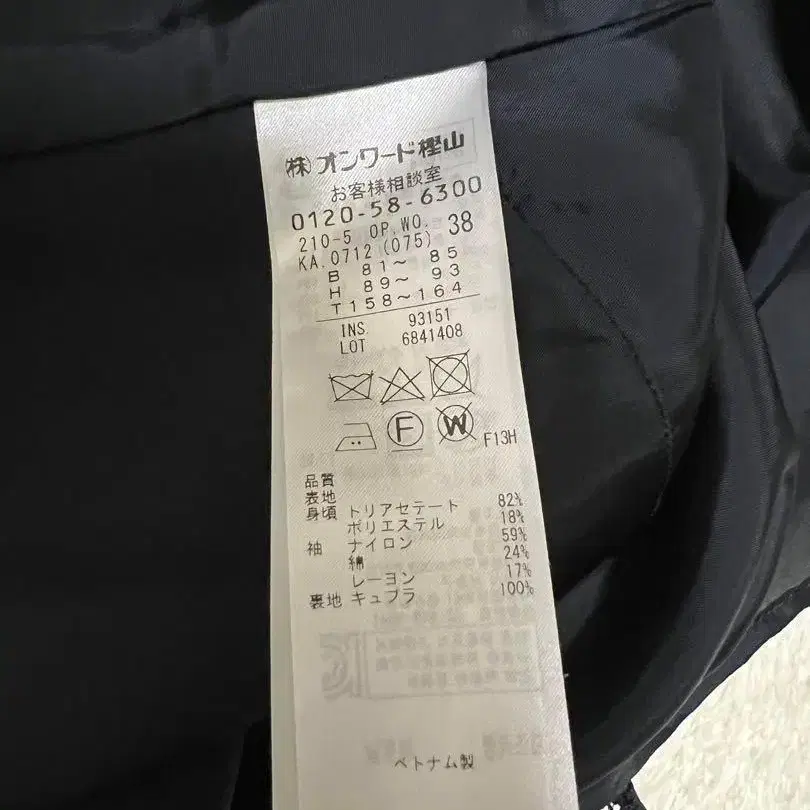 ㈱オンワード樫山
お客様相談室
0120-58-6300
210-5 OP,WO. 38
KA.0712 (075)
B 81～ 85
H 89～ 93
T158～164
INS. 93151
LOT 6841408
W
F
F13H
品質
表地
身頃 トリアセテート 82%
ポリエステル 18%
袖 ナイロン 59%
綿 24%
レーヨン 17%
裏地 キュプラ 100%
ベトナム製